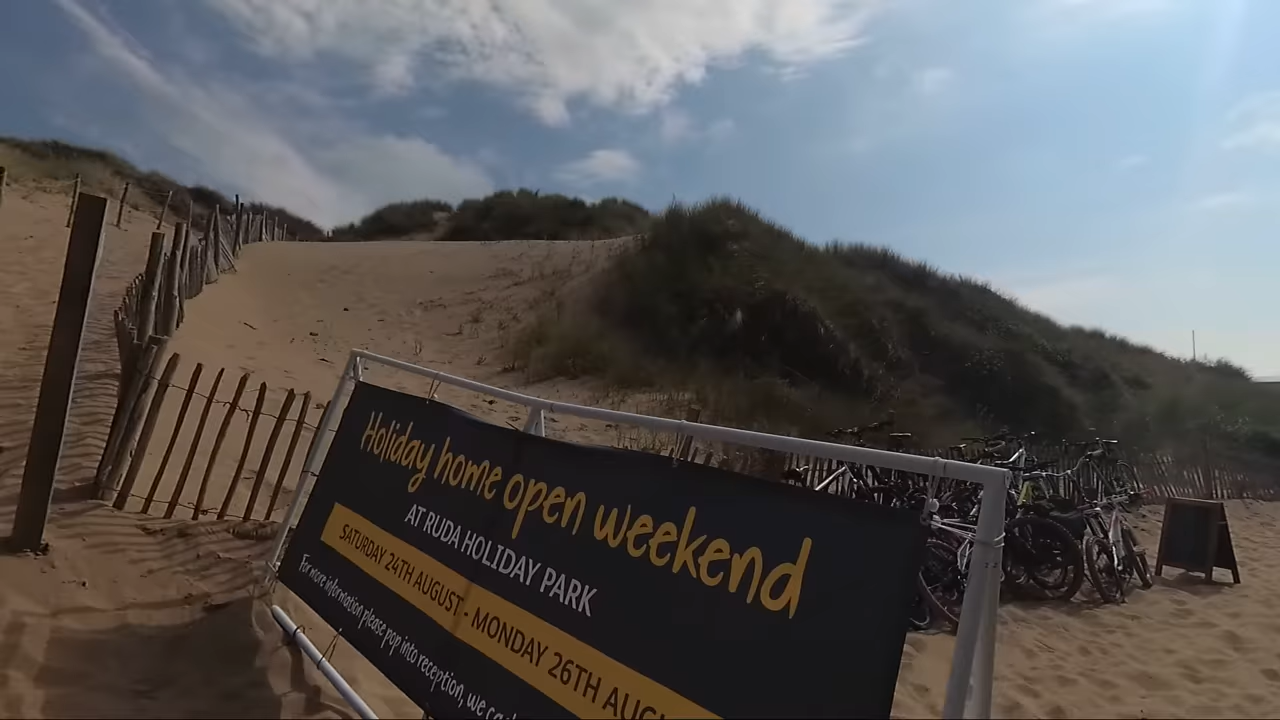 Holiday home open weekend
AT RUDA HOLIDAY PARK
SATURDAY 24TH AUGUST - MONDAY 26TH
For more information please pop into reception, we